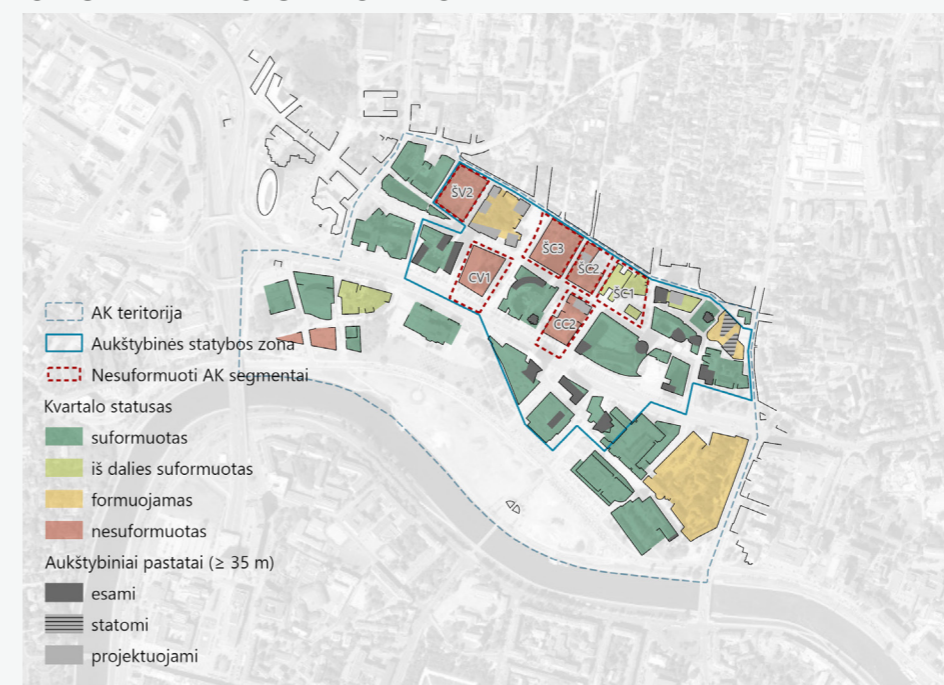 ŠV2
ŠC3
ŠC2
CV1
ŠC1
CC2
AK teritorija
Aukštybinės statybos zona
Nesuformuoti AK segmentai
Kvartalo statusas
suformuotas
iš dalies suformuotas
formuojamas
nesuformuotas
Aukštybiniai pastatai (≥ 35 m)
esami
statomi
projektuojami